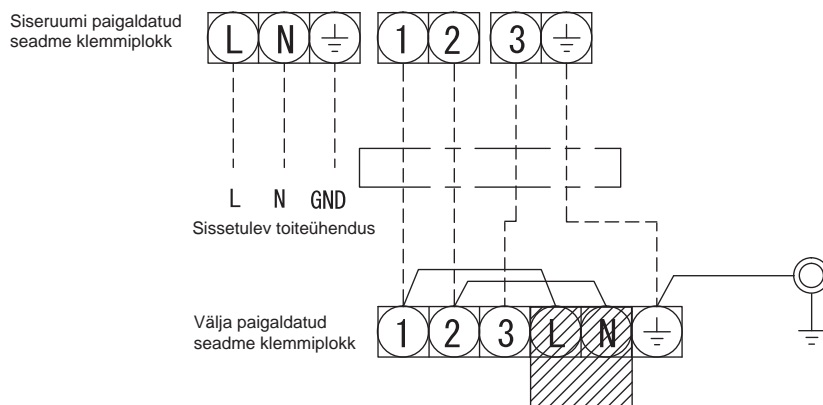 Siseruumi paigaldatud
seadme klemmiplokk
L N 1 2 3
L N GND
Sissetulev toiteühendus
Välja paigaldatud
seadme klemmiplokk
1 2 3 L N